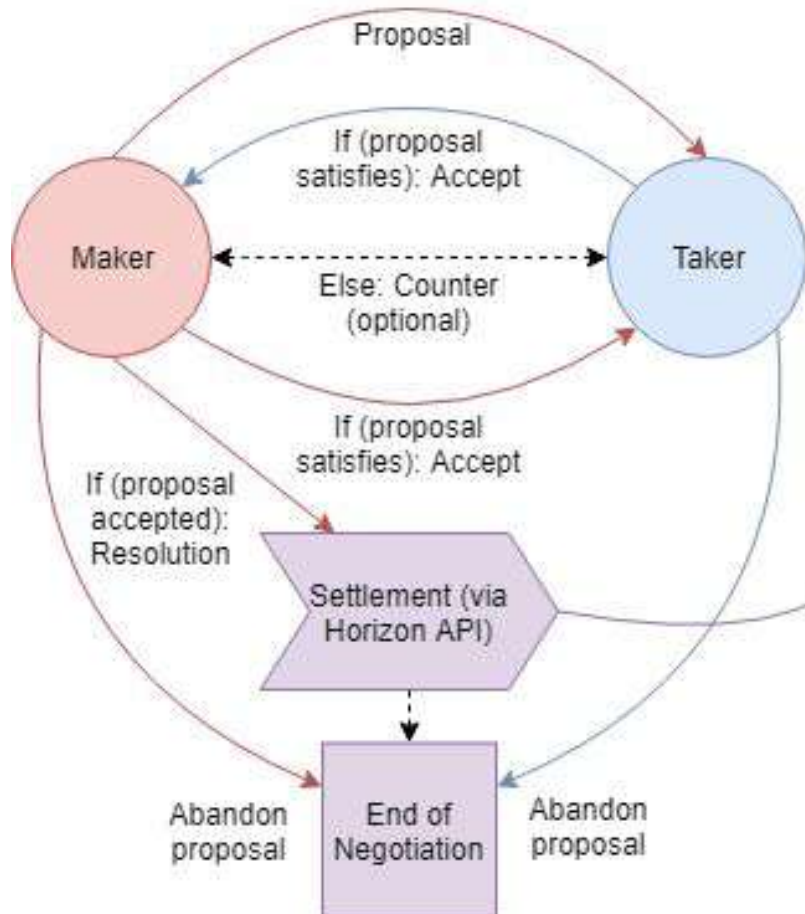 Proposal
If (proposal
satisfies): Accept
Maker
Taker
Else: Counter
(optional)
If (proposal
satisfies): Accept
If (proposal
accepted):
Resolution
Settlement (via
Horizon API)
Abandon
proposal
End of
Negotiation
Abandon
proposal